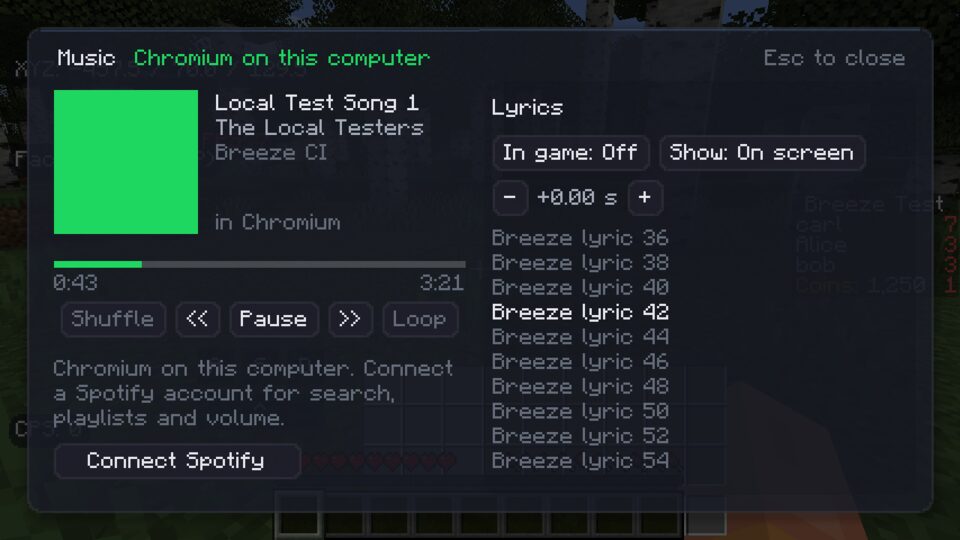 Music Chromium on this computer
Esc to close
Local Test Song 1
The Local Testers
Breeze CI
in Chromium
0:43
3:21
Shuffle << Pause >> Loop
Chromium on this computer. Connect
a Spotify account for search,
playlists and volume.
Connect Spotify
Lyrics
In game: Off
Show: On screen
- +0.00 s +
Breeze lyric 36
Breeze lyric 38
Breeze lyric 40
Breeze lyric 42
Breeze lyric 44
Breeze lyric 46
Breeze lyric 48
Breeze lyric 50
Breeze lyric 52
Breeze lyric 54
Breeze Test
carl 7
Alice 3
bob 3
Coins: 1,250 1